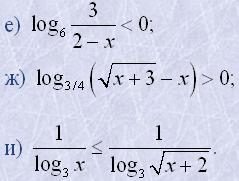 е) log₆ 3/(2 − x) < 0;
ж) log₃/₄ (√(x + 3) − x) > 0;
и) 1/(log₃ x) ≤ 1/(log₃ √(x + 2)).